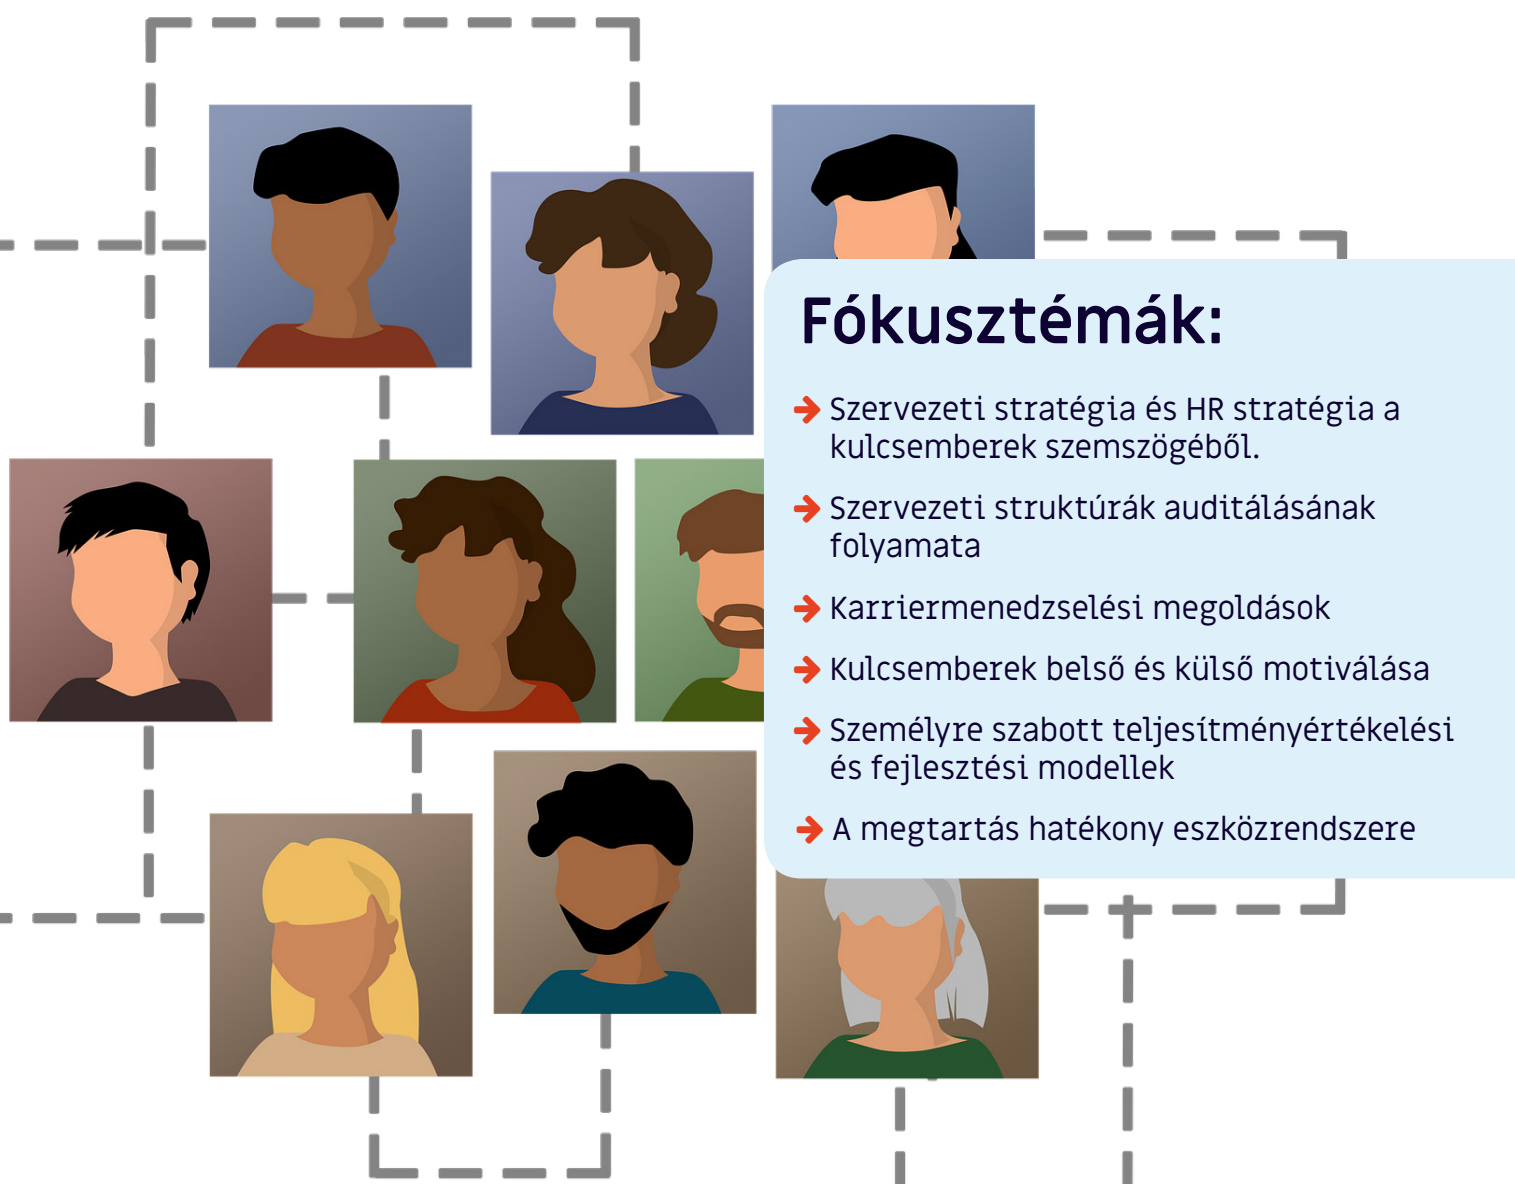 Fókusztémák:
Szervezeti stratégia és HR stratégia a
kulcsemberek szemszögéből.
Szervezeti struktúrák auditálásának
folyamata
Karriermenedzselési megoldások
Kulcsemberek belső és külső motiválása
Személyre szabott teljesítményértékelési
és fejlesztési modellek
A megtartás hatékony eszközrendszere